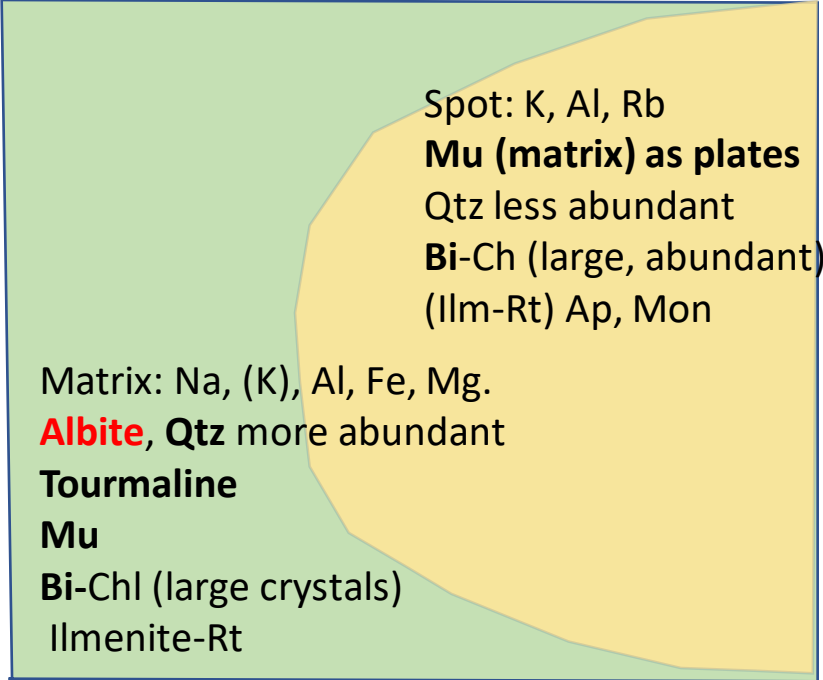 Spot: K, Al, Rb
Mu (matrix) as plates
Qtz less abundant
Bi-Ch (large, abundant)
(Ilm-Rt) Ap, Mon
Matrix: Na, (K), Al, Fe, Mg.
Albite, Qtz more abundant
Tourmaline
Mu
Bi-Chl (large crystals)
Ilmenite-Rt